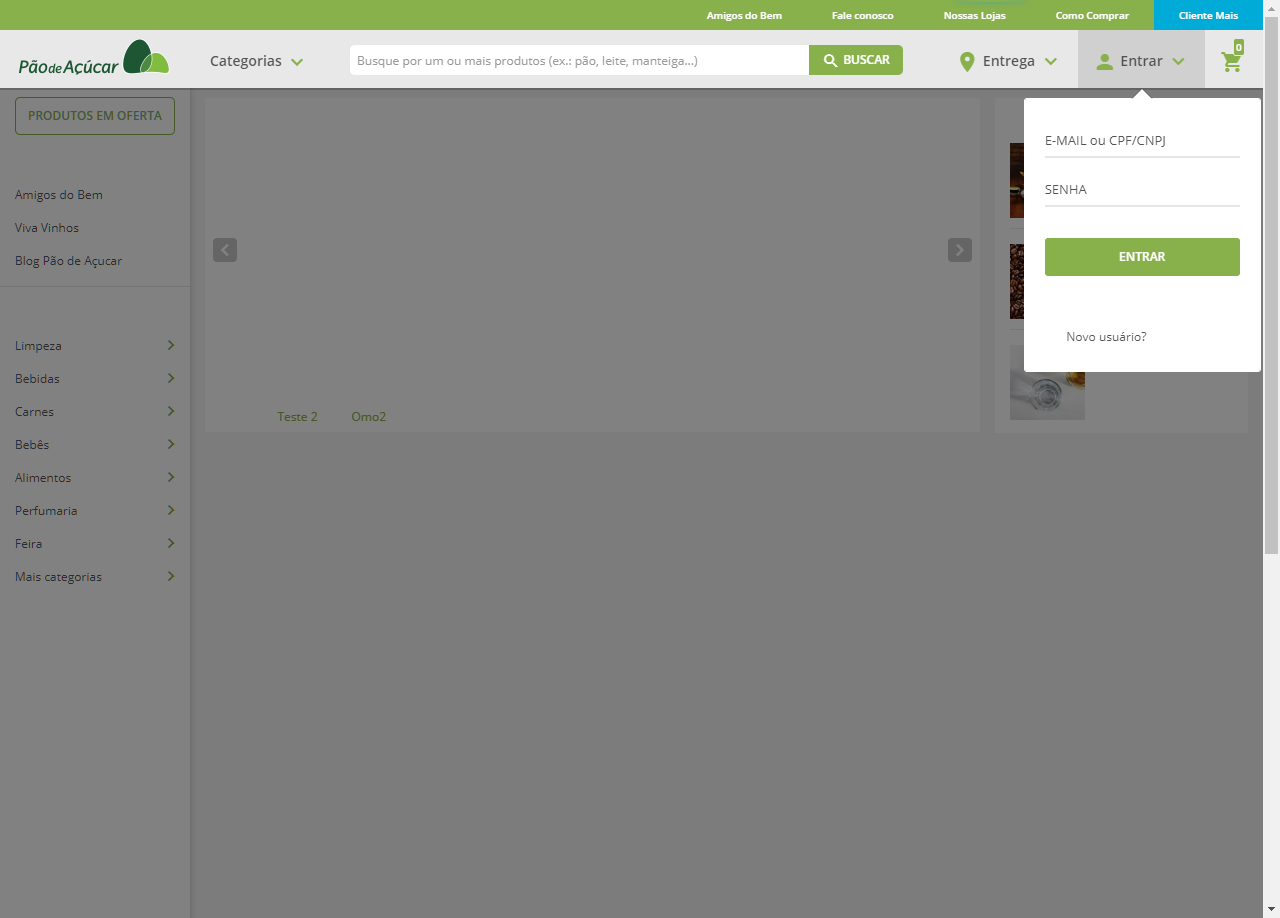 Amigos do Bem
Fale conosco
Nossas Lojas
Como Comprar
Cliente Mais
PãodeAçúcar
Categorias
Busque por um ou mais produtos (ex.: pão, leite, manteiga...)
BUSCAR
Entrega
Entrar
0
PRODUTOS EM OFERTA
Amigos do Bem
Viva Vinhos
Blog Pão de Açucar
Limpeza
Bebidas
Carnes
Bebês
Alimentos
Perfumaria
Feira
Mais categorias
Teste 2
Omo2
E-MAIL ou CPF/CNPJ
SENHA
ENTRAR
Novo usuário?